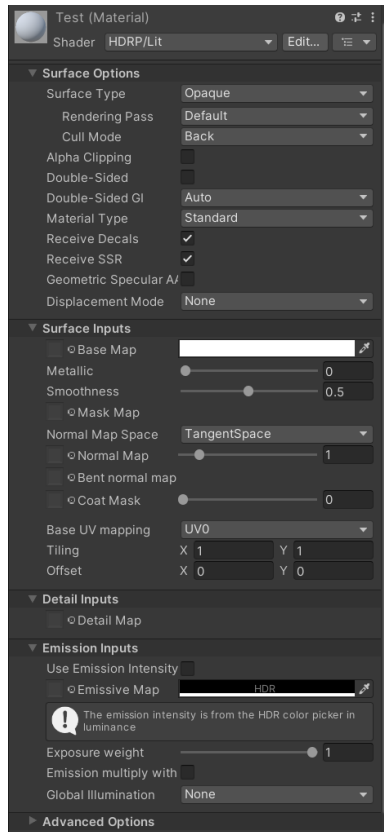 Test (Material)
Shader HDRP/Lit Edit...
Surface Options
Surface Type Opaque
Rendering Pass Default
Cull Mode Back
Alpha Clipping
Double-Sided
Double-Sided GI Auto
Material Type Standard
Receive Decals
Receive SSR
Geometric Specular AA
Displacement Mode None
Surface Inputs
Base Map
Metallic 0
Smoothness 0.5
Mask Map
Normal Map Space TangentSpace
Normal Map 1
Bent normal map
Coat Mask 0
Base UV mapping UV0
Tiling X 1 Y 1
Offset X 0 Y 0
Detail Inputs
Detail Map
Emission Inputs
Use Emission Intensity
Emissive Map HDR
The emission intensity is from the HDR color picker in
luminance
Exposure weight 1
Emission multiply with
Global Illumination None
Advanced Options